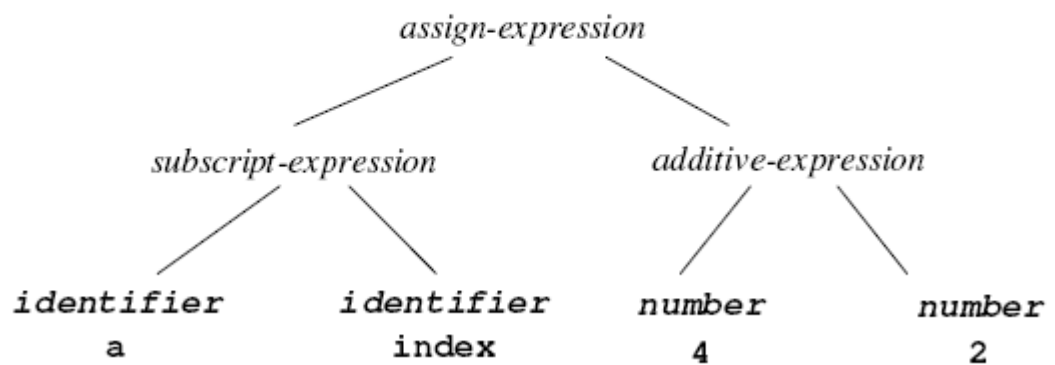 assign-expression
subscript-expression additive-expression
identifier identifier number number
a index 4 2